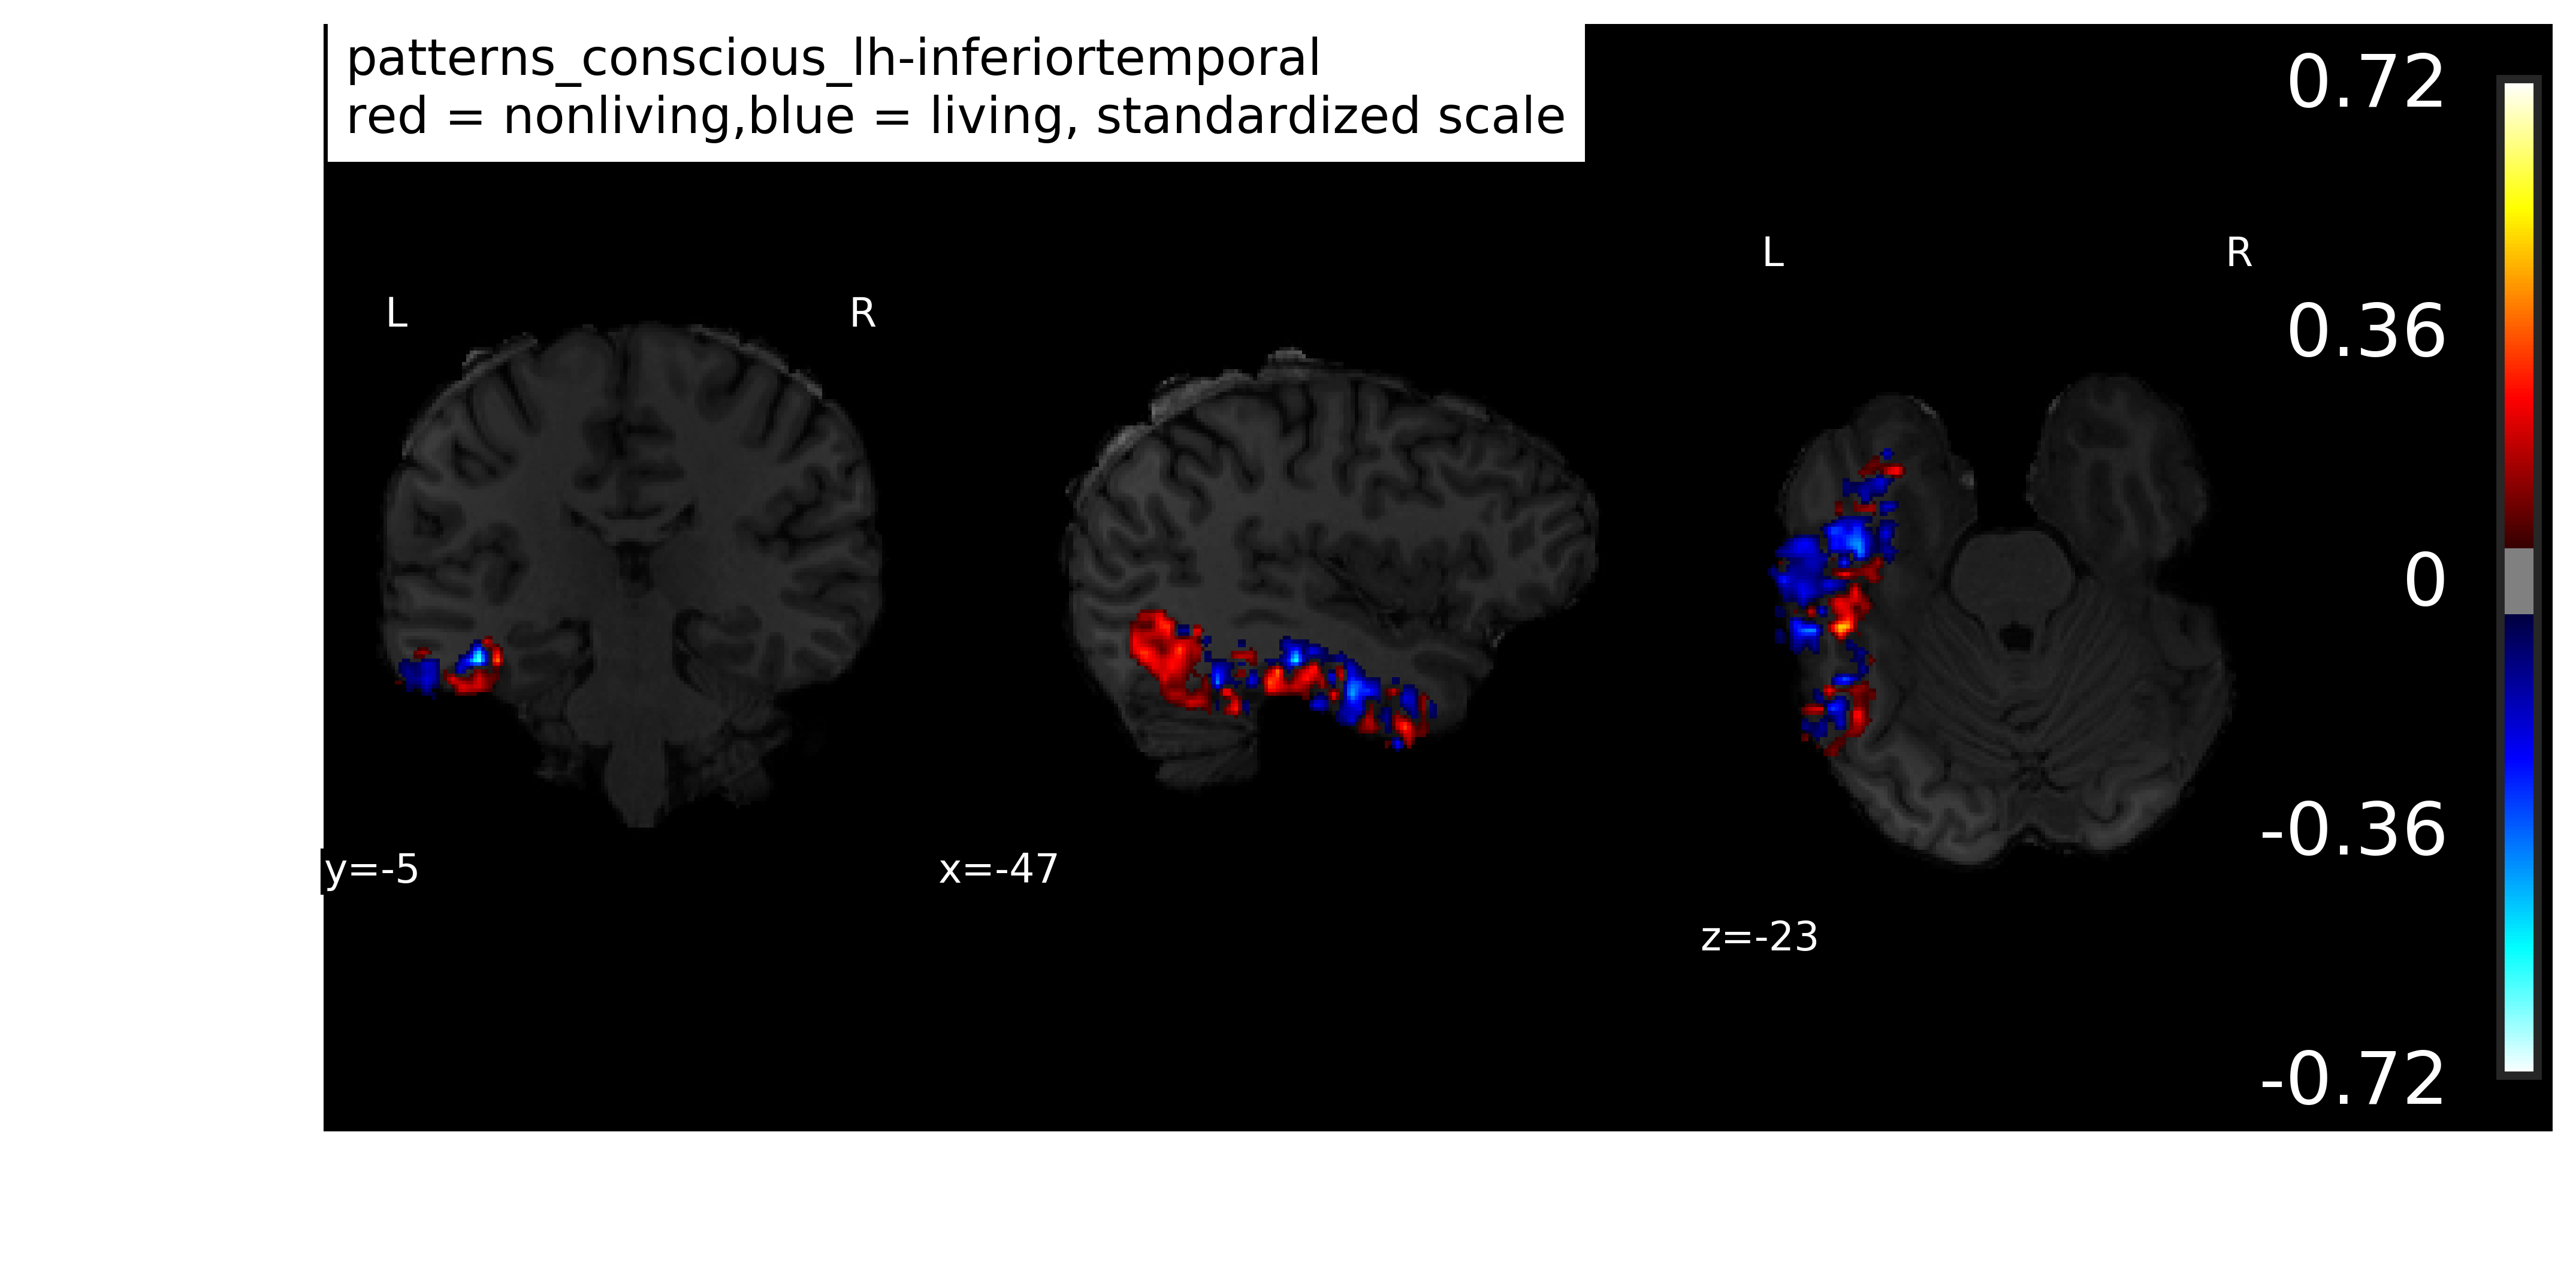 patterns_conscious_lh-inferiortemporal
red = nonliving,blue = living, standardized scale
L
R
y=-5
x=-47
L
R
z=-23
0.72
0.36
0
-0.36
-0.72